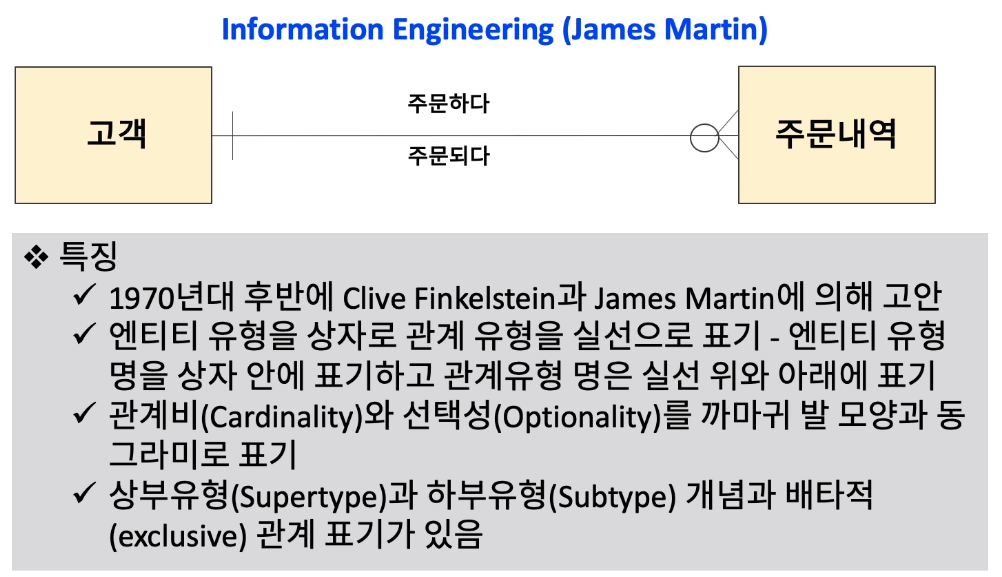 Information Engineering (James Martin)
고객
주문하다
주문되다
주문내역
❖ 특징
✓ 1970년대 후반에 Clive Finkelstein과 James Martin에 의해 고안
✓ 엔티티 유형을 상자로 관계 유형을 실선으로 표기 - 엔티티 유형
명을 상자 안에 표기하고 관계유형 명은 실선 위와 아래에 표기
✓ 관계비(Cardinality)와 선택성(Optionality)를 까마귀 발 모양과 동
그라미로 표기
✓ 상부유형(Supertype)과 하부유형(Subtype) 개념과 배타적
(exclusive) 관계 표기가 있음